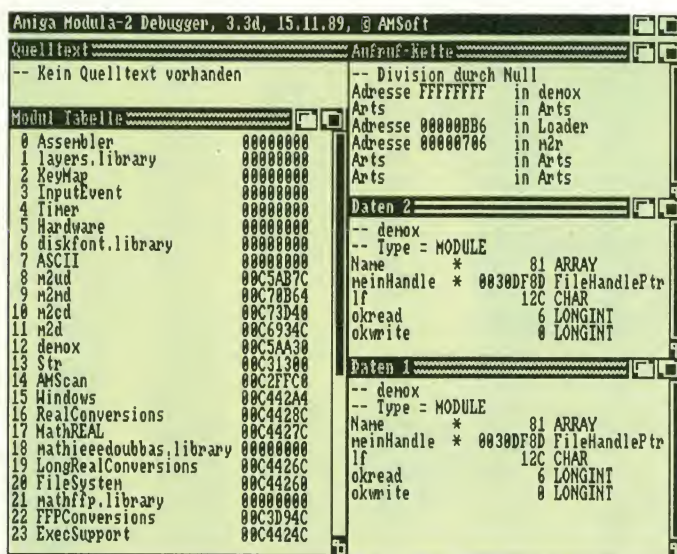 Amiga Modula-2 Debugger, 3.3d, 15.11.89, © AMSoft
Quelltext
-- Kein Quelltext vorhanden
Modul Tabelle
0 Assembler 00000000
1 layers.library 00000000
2 KeyMap 00000000
3 InputEvent 00000000
4 Timer 00000000
5 Hardware 00000000
6 diskfont.library 00000000
7 ASCII 00000000
8 m2ud 00C5AB7C
9 m2md 00C70B64
10 m2cd 00C73D40
11 m2d 00C6934C
12 demox 00C5AA30
13 Str 00C31300
14 AMScan 00C2FFC0
15 Windows 00C442A4
16 RealConversions 00C4428C
17 MathREAL 00C4427C
18 mathieeedoubbas.library 00000000
19 LongRealConversions 00C4426C
20 FileSystem 00C44260
21 mathffp.library 00000000
22 FFPConversions 00C3D94C
23 ExecSupport 00C4424C
Aufruf-Kette
-- Division durch Null
Adresse FFFFFFFF in demox
Arts in Arts
Adresse 00000BB6 in Loader
Adresse 00000706 in m2r
Arts in Arts
Arts in Arts
Daten 2
-- demox
-- Type = MODULE
Name * 81 ARRAY
meinHandle * 0030DF8D FileHandlePtr
lf 12C CHAR
okread 6 LONGINT
okwrite 0 LONGINT
Daten 1
-- demox
-- Type = MODULE
Name * 81 ARRAY
meinHandle * 0030DF8D FileHandlePtr
lf 12C CHAR
okread 6 LONGINT
okwrite 0 LONGINT